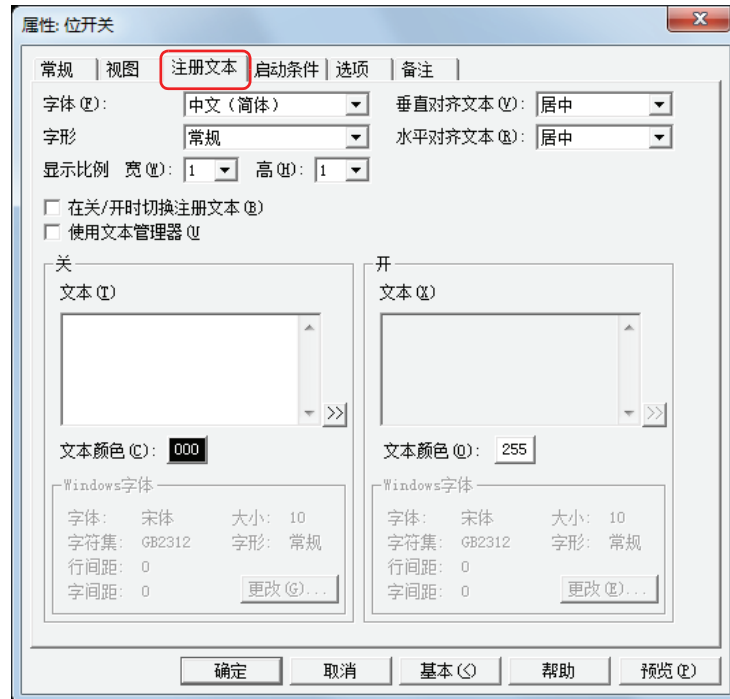 属性: 位开关
x
常规 视图 注册文本 启动条件 选项 备注
字体(F): 中文（简体） 垂直对齐文本(V): 居中
字形 常规 水平对齐文本(R): 居中
显示比例 宽(W): 1 高(H): 1
在关/开时切换注册文本(B)
使用文本管理器(U
关 开
文本(T) 文本(X)
>> >>
文本颜色(C): 000 文本颜色(O): 255
Windows字体 Windows字体
字体: 宋体 大小: 10 字体: 宋体 大小: 10
字符集: GB2312 字形: 常规 字符集: GB2312 字形: 常规
行间距: 0 行间距: 0
字间距: 0 更改(G)... 字间距: 0 更改(E)...
确定 取消 基本(<) 帮助 预览(P)